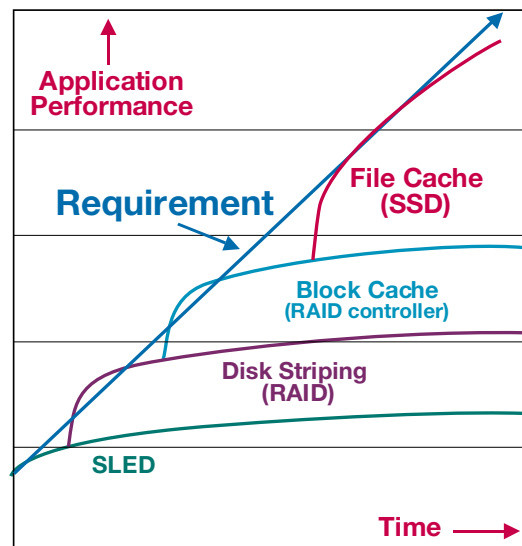 Application
Performance
File Cache
(SSD)
Requirement
Block Cache
(RAID controller)
Disk Striping
(RAID)
SLED
Time